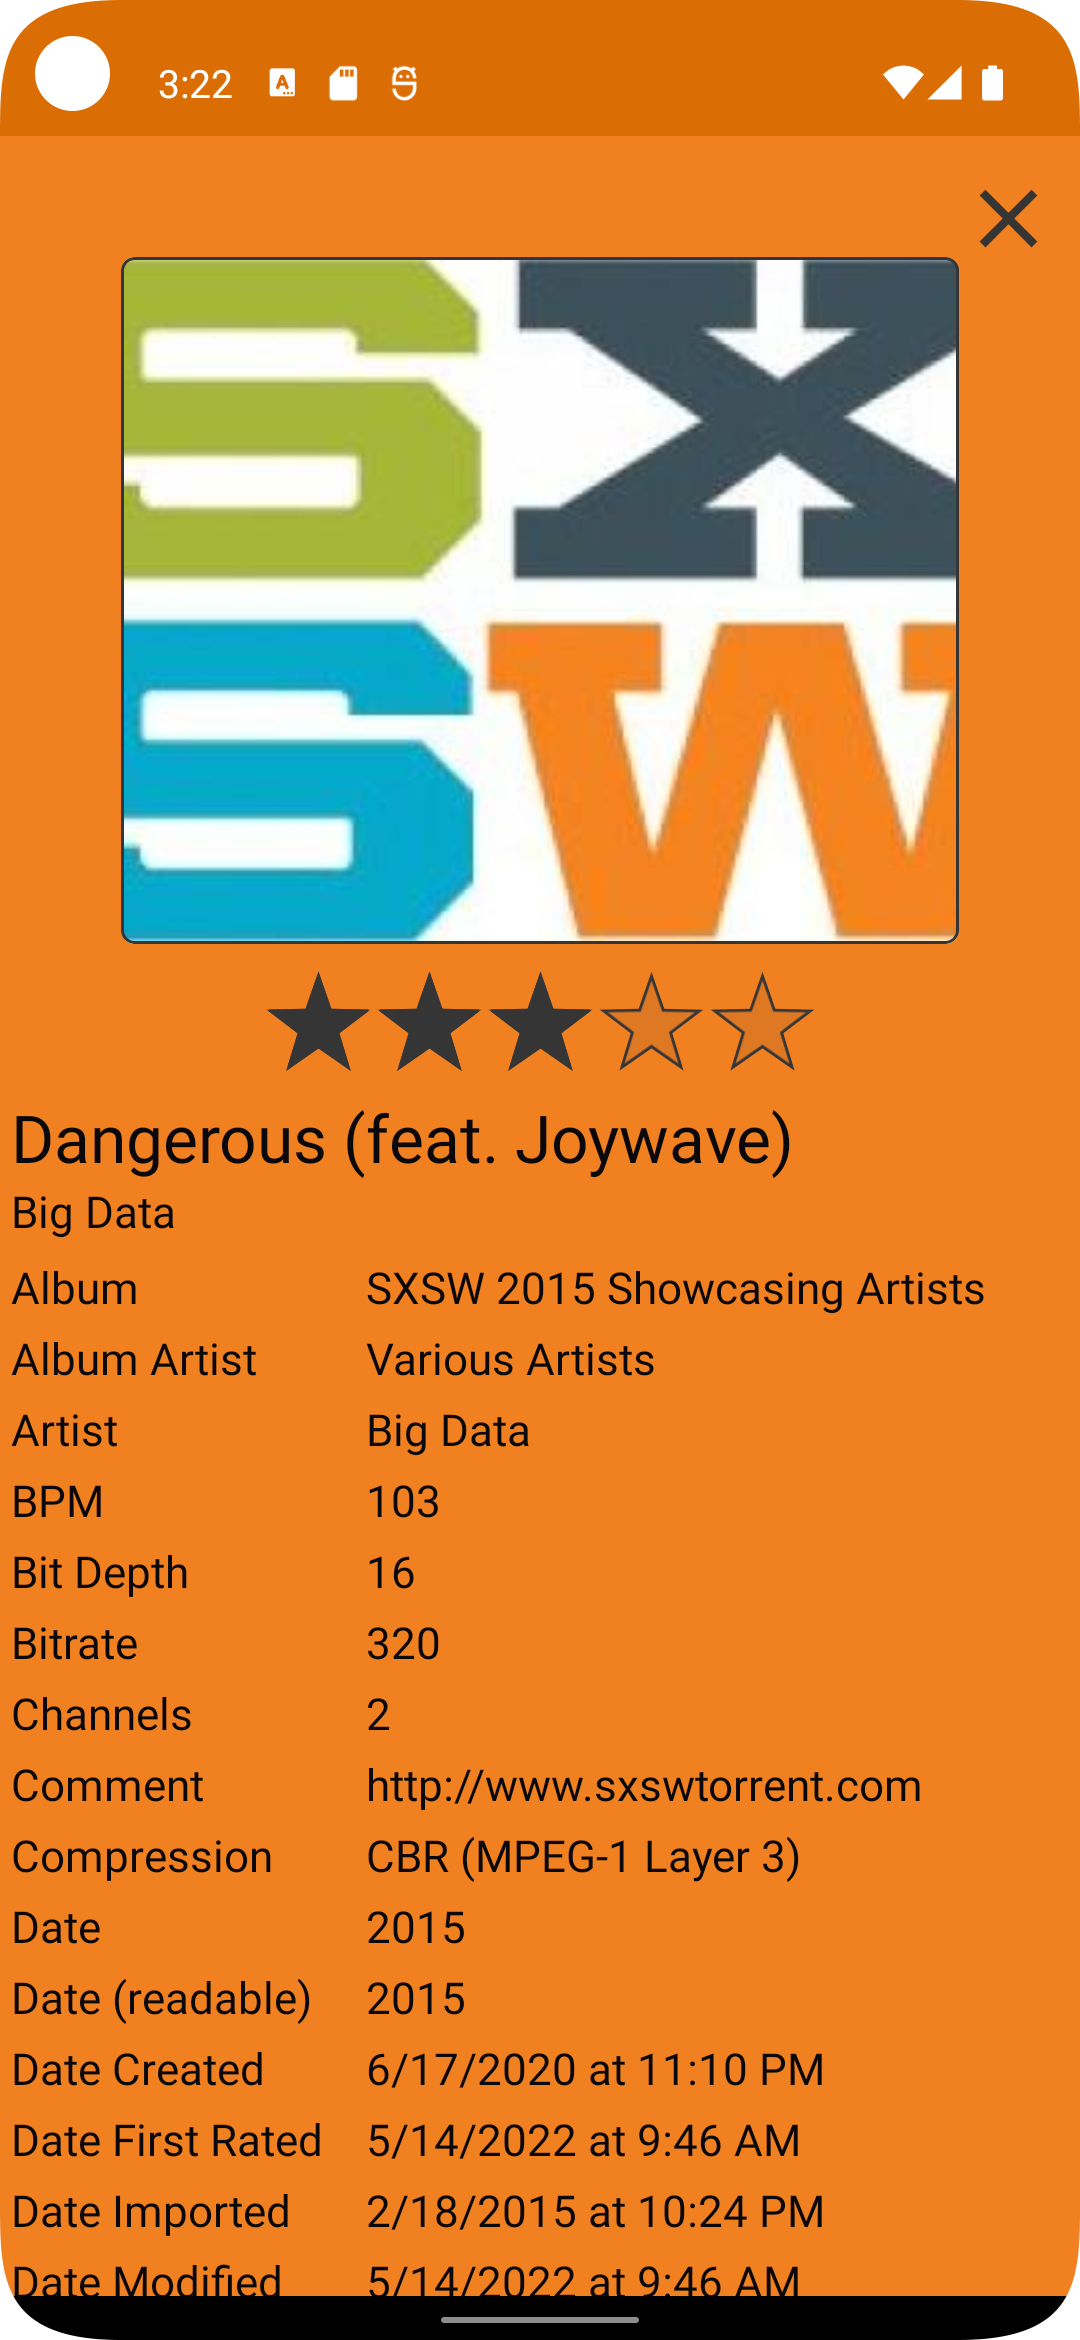 3:22
SX
SW
Dangerous (feat. Joywave)
Big Data
Album SXSW 2015 Showcasing Artists
Album Artist Various Artists
Artist Big Data
BPM 103
Bit Depth 16
Bitrate 320
Channels 2
Comment http://www.sxswtorrent.com
Compression CBR (MPEG-1 Layer 3)
Date 2015
Date (readable) 2015
Date Created 6/17/2020 at 11:10 PM
Date First Rated 5/14/2022 at 9:46 AM
Date Imported 2/18/2015 at 10:24 PM
Date Modified 5/14/2022 at 9:46 AM